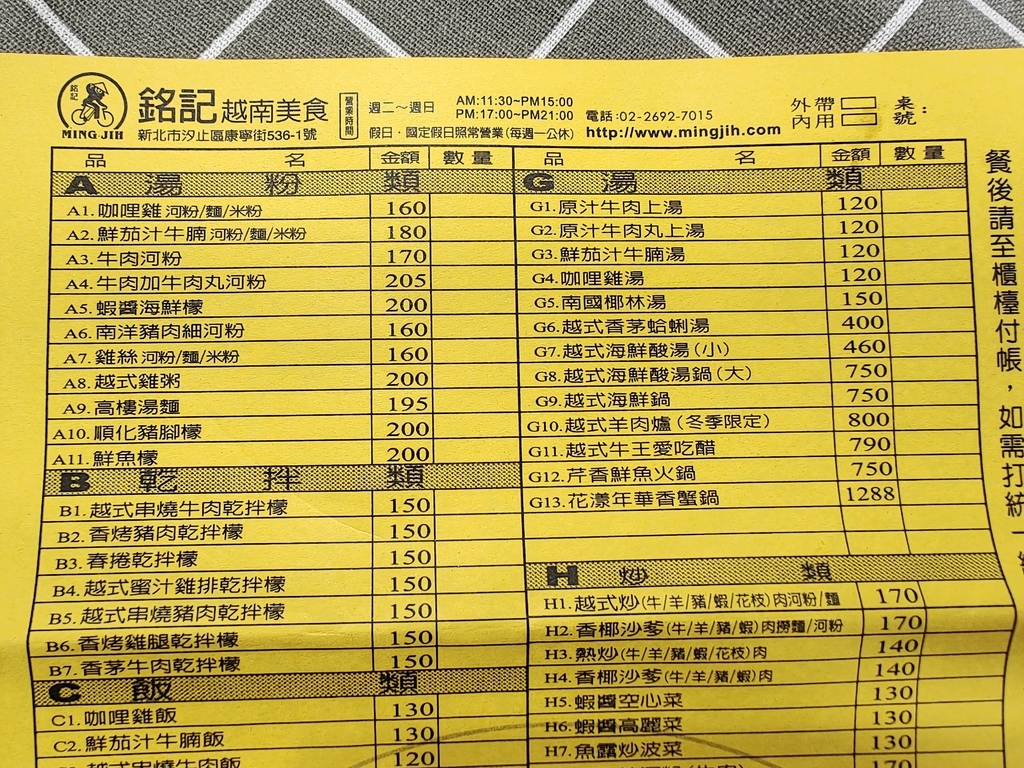 銘記
MING JIH
銘記越南美食
新北市汐止區康寧街536-1號
營業時間
週二～週日 AM:11:30~PM15:00
PM:17:00~PM21:00
假日·國定假日照常營業(每週一公休)
電話:02-2692-7015
http://www.mingjih.com
外帶 桌
內用 號:
品名 金額 數量
A 湯粉類
A1.咖哩雞河粉/麵/米粉 160
A2.鮮茄汁牛腩河粉/麵/米粉 180
A3.牛肉河粉 170
A4.牛肉加牛肉丸河粉 205
A5.蝦醬海鮮檬 200
A6.南洋豬肉細河粉 160
A7.雞絲河粉/麵/米粉 160
A8.越式雞粥 200
A9.高樓湯麵 195
A10.順化豬腳檬 200
A11.鮮魚檬 200
B 乾拌類
B1.越式串燒牛肉乾拌檬 150
B2.香烤豬肉乾拌檬 150
B3.春捲乾拌檬 150
B4.越式蜜汁雞排乾拌檬 150
B5.越式串燒豬肉乾拌檬 150
B6.香烤雞腿乾拌檬 150
B7.香茅牛肉乾拌檬 150
C 飯類
C1.咖哩雞飯 130
C2.鮮茄汁牛腩飯 130
越式串燒牛肉飯 120
品名 金額 數量
G 湯類
G1.原汁牛肉上湯 120
G2.原汁牛肉丸上湯 120
G3.鮮茄汁牛腩湯 120
G4.咖哩雞湯 120
G5.南國椰林湯 150
G6.越式香茅蛤蜊湯 400
G7.越式海鮮酸湯(小) 460
G8.越式海鮮酸湯鍋(大) 750
G9.越式海鮮鍋 750
G10.越式羊肉爐(冬季限定) 800
G11.越式牛王愛吃醋 790
G12.芹香鮮魚火鍋 750
G13.花漾年華香蟹鍋 1288
H 炒類
H1.越式炒(牛/羊/豬/蝦/花枝)肉河粉/麵 170
H2.香椰沙爹(牛/羊/豬/蝦)肉撈麵/河粉 170
H3.熱炒(牛/羊/豬/蝦/花枝)肉 140
H4.香椰沙爹(牛/羊/豬/蝦)肉 140
H5.蝦醬空心菜 130
H6.蝦醬高麗菜 130
H7.魚露炒波菜 130
170
餐後請至櫃檯付帳，如需打統一